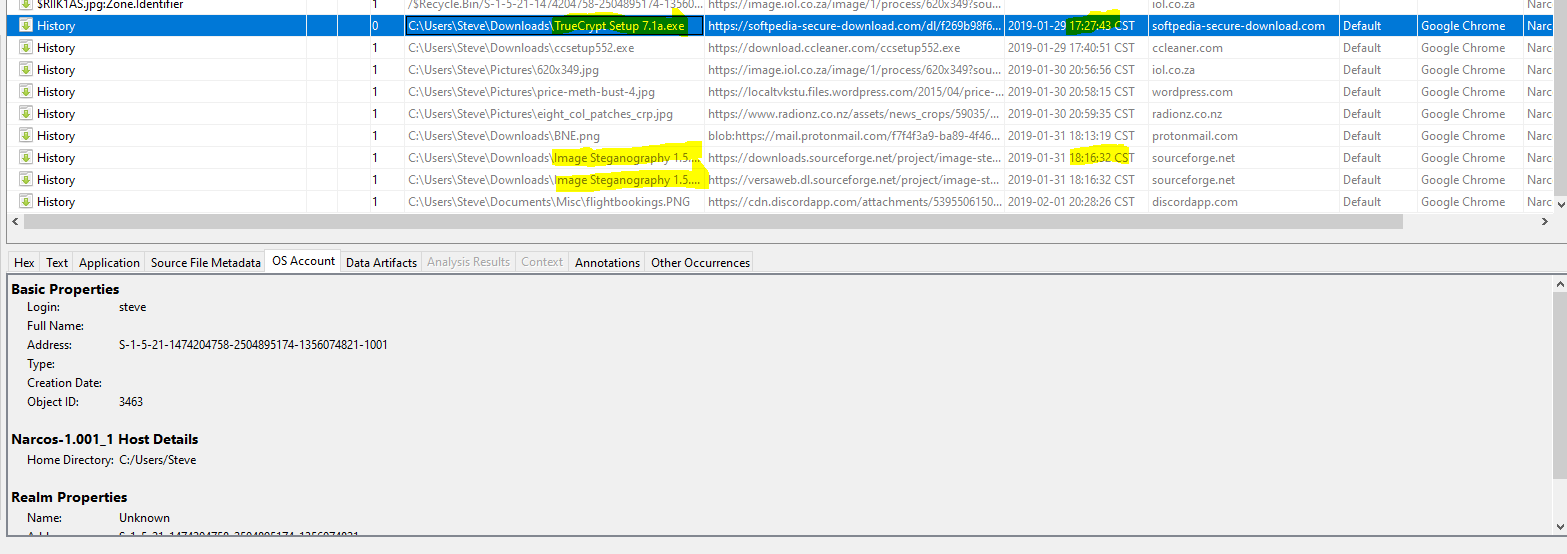 $RIIK1AS.jpg:Zone.Identifier 1 /$Recycle.Bin/S-1-5-21-1474204758-2504895174-13560... https://image.iol.co.za/image/1/process/620x349?sou... iol.co.za Narc
History 0 C:\Users\Steve\Downloads\TrueCrypt Setup 7.1a.exe https://softpedia-secure-download.com/dl/f269b98f6... 2019-01-29 17:27:43 CST softpedia-secure-download.com Default Google Chrome Narc
History 1 C:\Users\Steve\Downloads\ccsetup552.exe https://download.ccleaner.com/ccsetup552.exe 2019-01-29 17:40:51 CST ccleaner.com Default Google Chrome Narc
History 1 C:\Users\Steve\Pictures\620x349.jpg https://image.iol.co.za/image/1/process/620x349?sou... 2019-01-30 20:56:56 CST iol.co.za Default Google Chrome Narc
History 1 C:\Users\Steve\Pictures\price-meth-bust-4.jpg https://localtvkstu.files.wordpress.com/2015/04/price-... 2019-01-30 20:58:15 CST wordpress.com Default Google Chrome Narc
History 1 C:\Users\Steve\Pictures\eight_col_patches_crp.jpg https://www.radionz.co.nz/assets/news_crops/59035/... 2019-01-30 20:59:35 CST radionz.co.nz Default Google Chrome Narc
History 1 C:\Users\Steve\Downloads\BNE.png blob:https://mail.protonmail.com/f7f4f3a9-ba89-4f46... 2019-01-31 18:13:19 CST protonmail.com Default Google Chrome Narc
History 1 C:\Users\Steve\Downloads\Image Steganography 1.5.... https://downloads.sourceforge.net/project/image-ste... 2019-01-31 18:16:32 CST sourceforge.net Default Google Chrome Narc
History 1 C:\Users\Steve\Downloads\Image Steganography 1.5.... https://versaweb.dl.sourceforge.net/project/image-st... 2019-01-31 18:16:32 CST sourceforge.net Default Google Chrome Narc
History 1 C:\Users\Steve\Documents\Misc\flightbookings.PNG https://cdn.discordapp.com/attachments/5395506150... 2019-02-01 20:28:26 CST discordapp.com Default Google Chrome Narc
Hex Text Application Source File Metadata OS Account Data Artifacts Analysis Results Context Annotations Other Occurrences
Basic Properties
Login: steve
Full Name:
Address: S-1-5-21-1474204758-2504895174-1356074821-1001
Type:
Creation Date:
Object ID: 3463
Narcos-1.001_1 Host Details
Home Directory: C:/Users/Steve
Realm Properties
Name: Unknown
S-1-5-21-1474204758-2504895174-1356074821